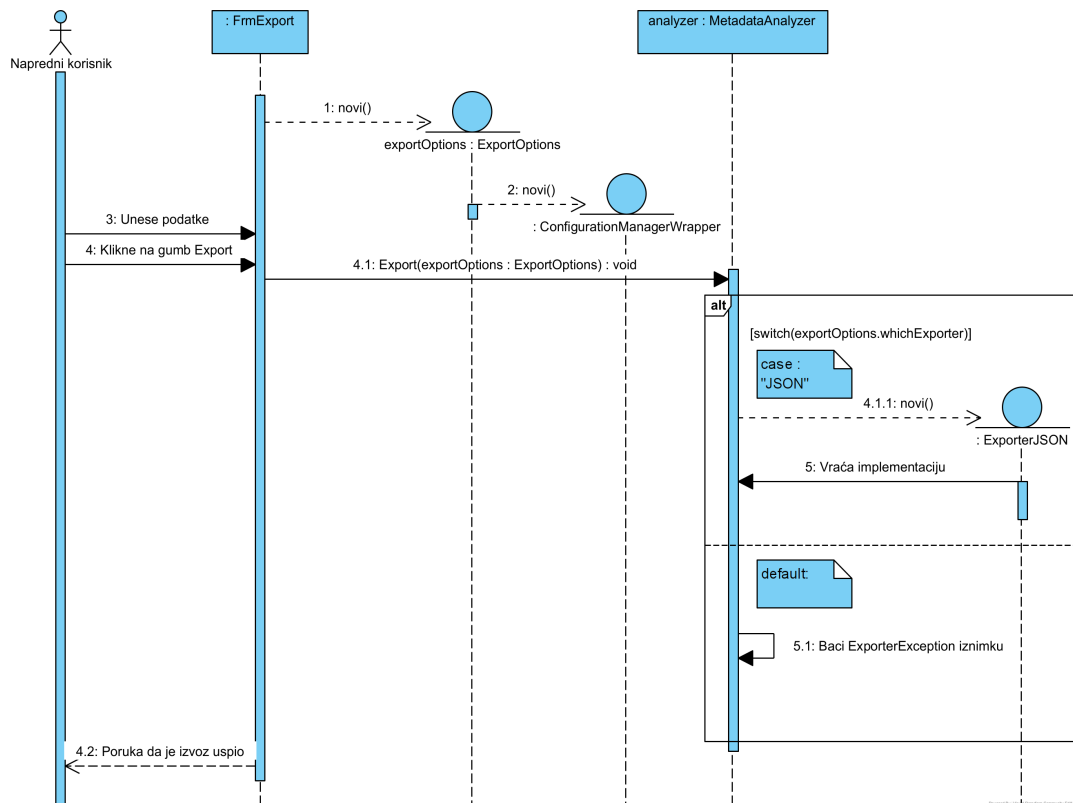 : FrmExport
analyzer : MetadataAnalyzer
Napredni korisnik
1: novi()
exportOptions : ExportOptions
2: novi()
: ConfigurationManagerWrapper
3: Unese podatke
4: Klikne na gumb Export
4.1: Export(exportOptions : ExportOptions) : void
alt
[switch(exportOptions.whichExporter)]
case :
"JSON"
4.1.1: novi()
: ExporterJSON
5: Vraća implementaciju
default:
5.1: Baci ExporterException iznimku
4.2: Poruka da je izvoz uspio